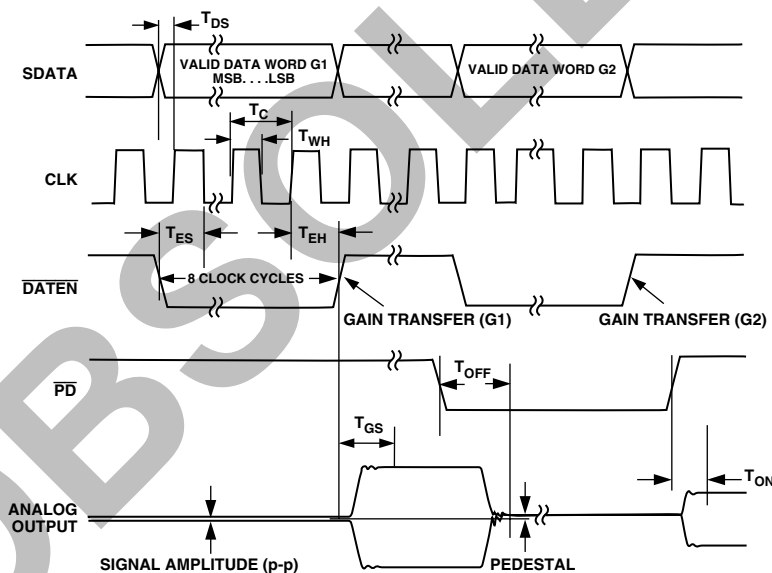 TDS
SDATA
VALID DATA WORD G1
MSB. . . .LSB
VALID DATA WORD G2
TC
TWH
CLK
TES
TEH
DATEN
8 CLOCK CYCLES
GAIN TRANSFER (G1)
GAIN TRANSFER (G2)
PD
TOFF
TGS
TON
ANALOG
OUTPUT
SIGNAL AMPLITUDE (p-p)
PEDESTAL
OBSOLE